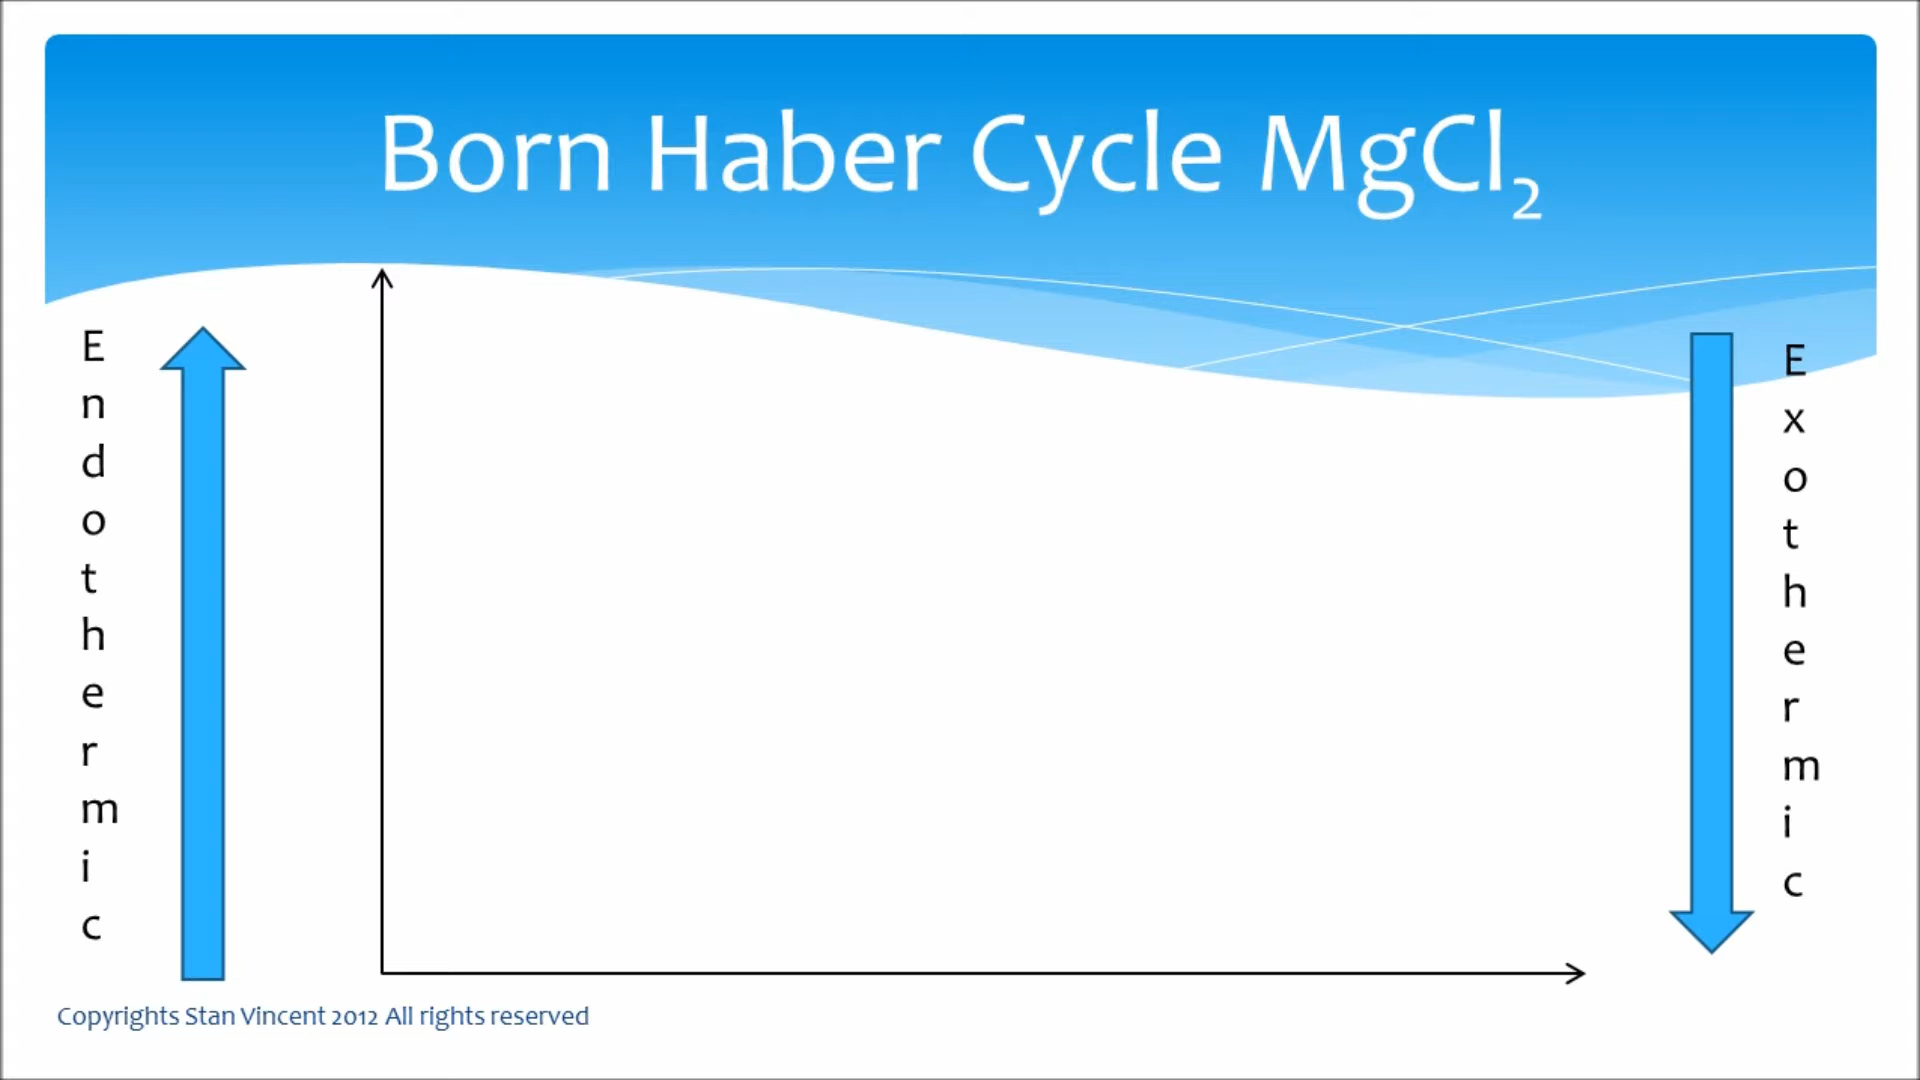 Born Haber Cycle MgCl₂
E
n
d
o
t
h
e
r
m
i
c
E
x
o
t
h
e
r
m
i
c
Copyrights Stan Vincent 2012 All rights reserved